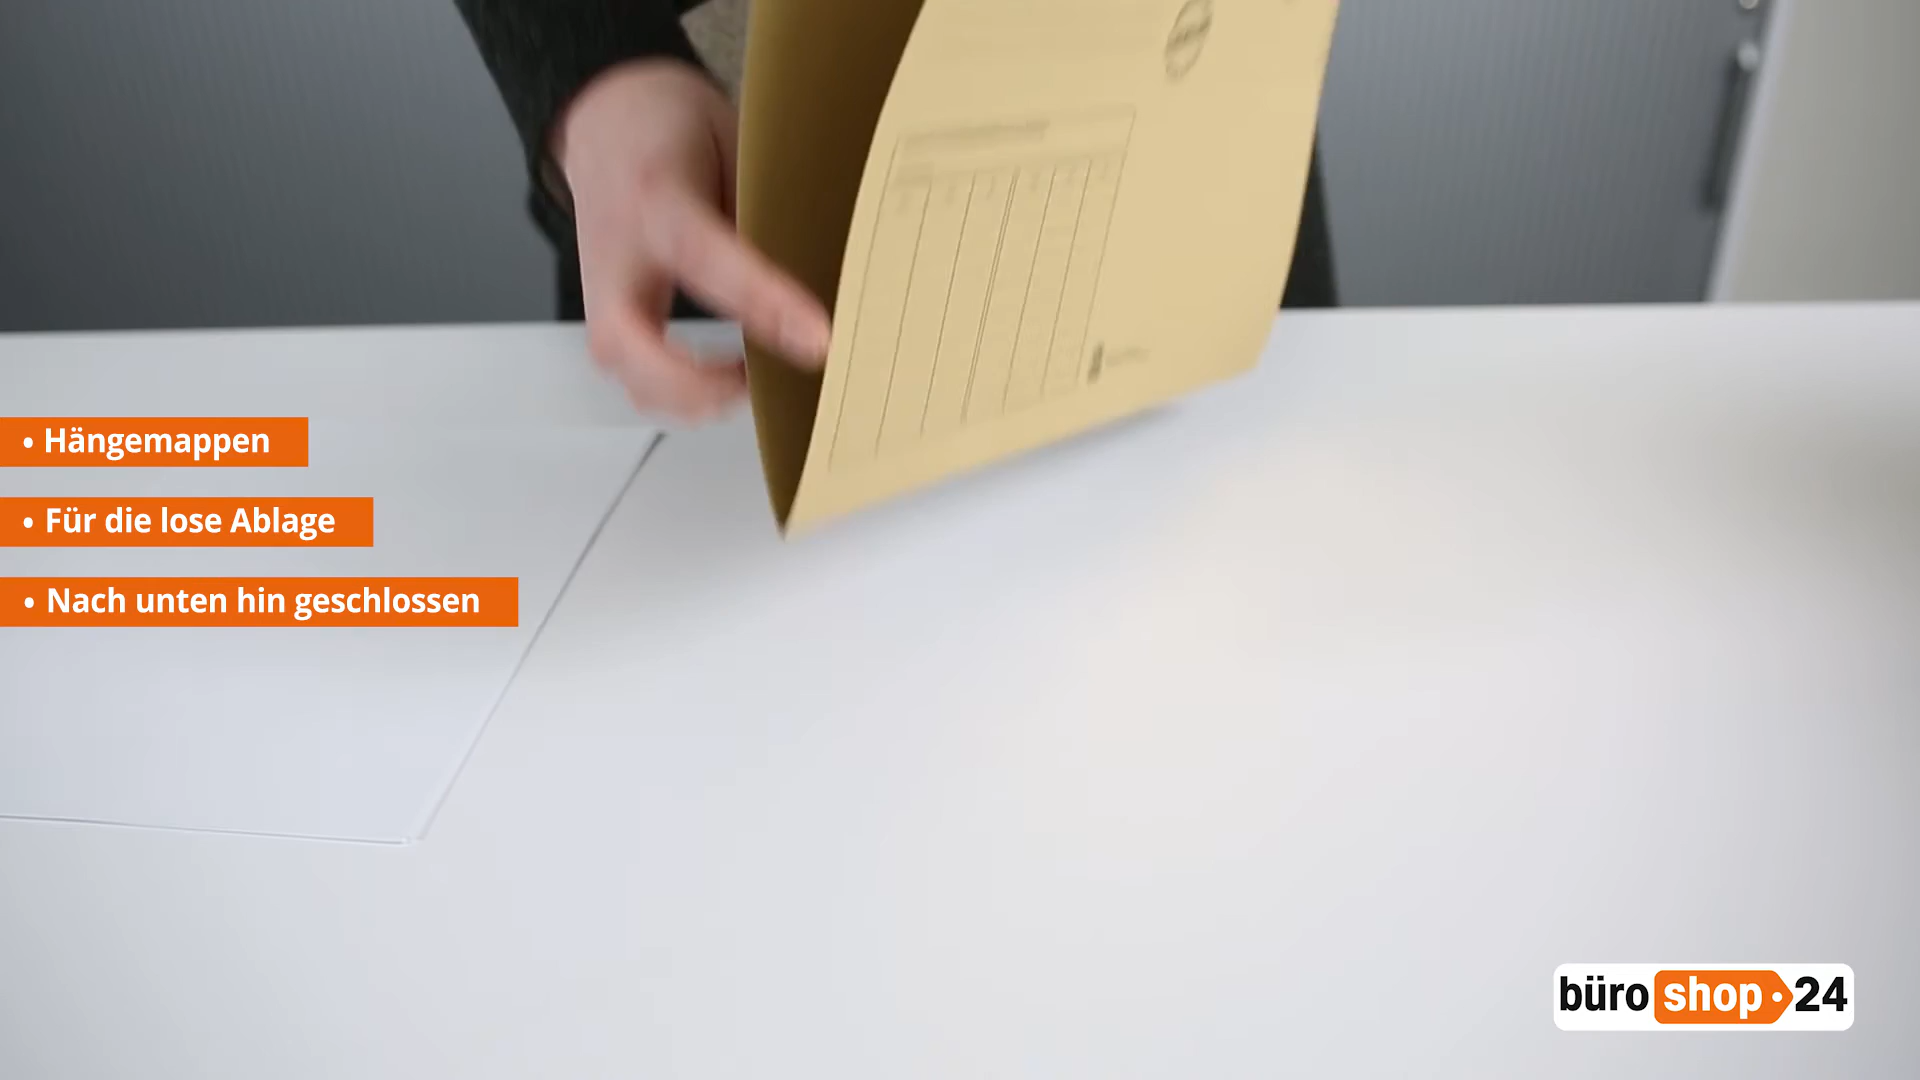 • Hängemappen
• Für die lose Ablage
• Nach unten hin geschlossen
büro shop • 24